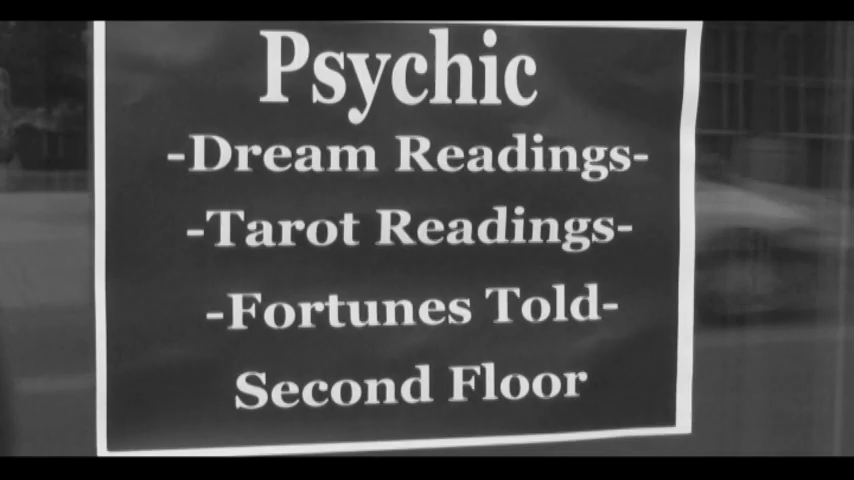 Psychic
-Dream Readings-
-Tarot Readings-
-Fortunes Told-
Second Floor